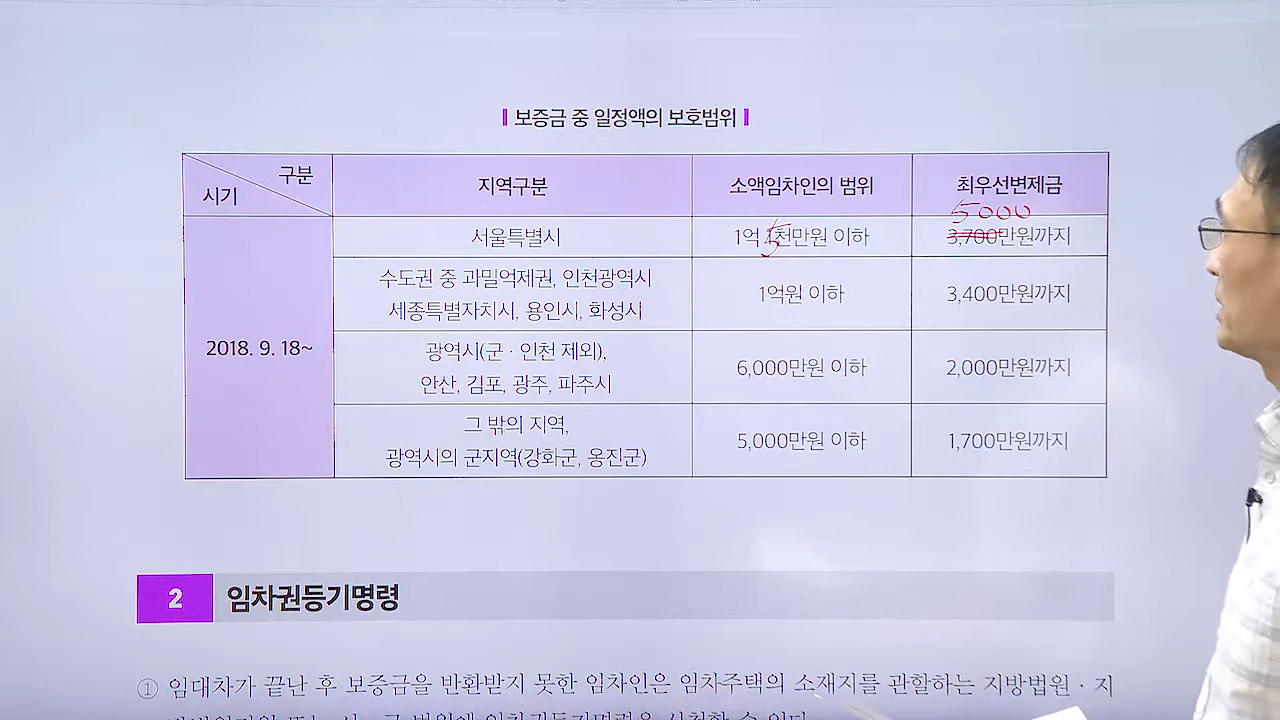 보증금 중 일정액의 보호범위
구분
시기
지역구분
소액임차인의 범위
최우선변제금
5000
2018. 9. 18~
서울특별시
1억 5천만원 이하
3,700만원까지
수도권 중 과밀억제권, 인천광역시
세종특별자치시, 용인시, 화성시
1억원 이하
3,400만원까지
광역시(군·인천 제외),
안산, 김포, 광주, 파주시
6,000만원 이하
2,000만원까지
그 밖의 지역,
광역시의 군지역(강화군, 옹진군)
5,000만원 이하
1,700만원까지
2 임차권등기명령
① 임대차가 끝난 후 보증금을 반환받지 못한 임차인은 임차주택의 소재지를 관할하는 지방법원·지